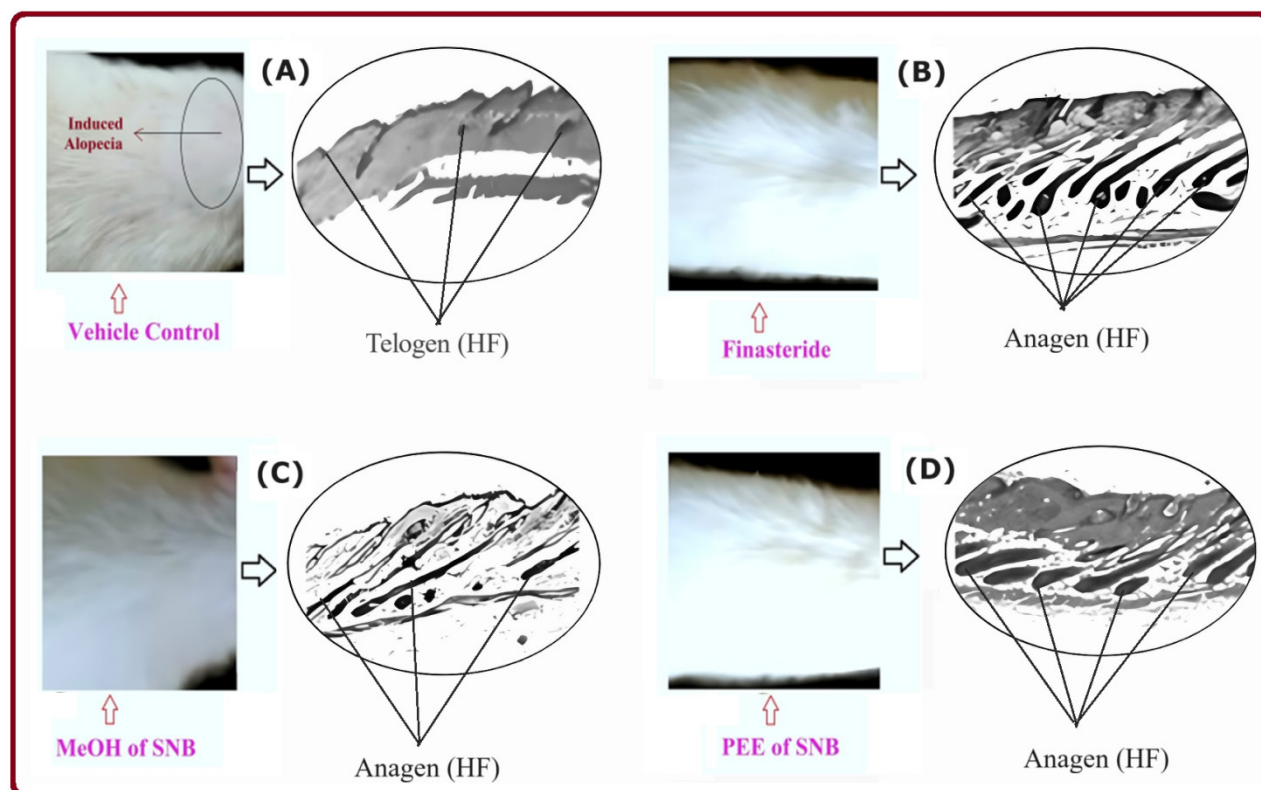 (A)
Induced
Alopecia
Vehicle Control
Telogen (HF)
(B)
Finasteride
Anagen (HF)
(C)
MeOH of SNB
Anagen (HF)
(D)
PEE of SNB
Anagen (HF)